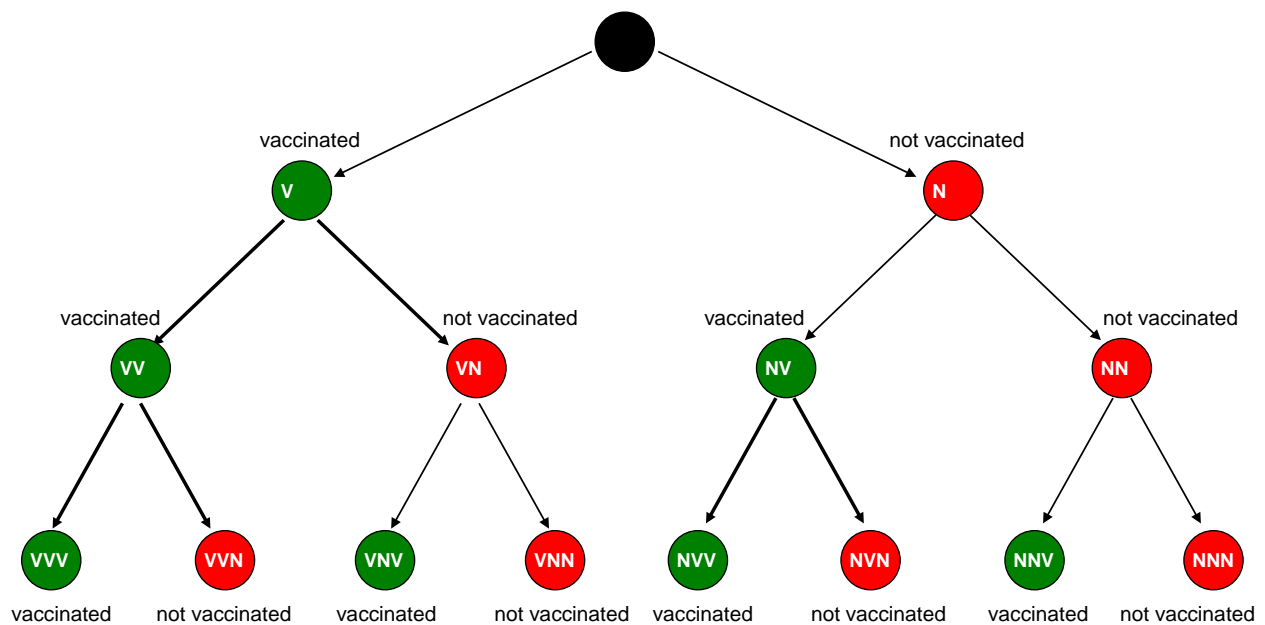 vaccinated
not vaccinated
V
N
vaccinated
not vaccinated
vaccinated
not vaccinated
VV
VN
NV
NN
VVV
VVN
VNV
VNN
NVV
NVN
NNV
NNN
vaccinated
not vaccinated
vaccinated
not vaccinated
vaccinated
not vaccinated
vaccinated
not vaccinated